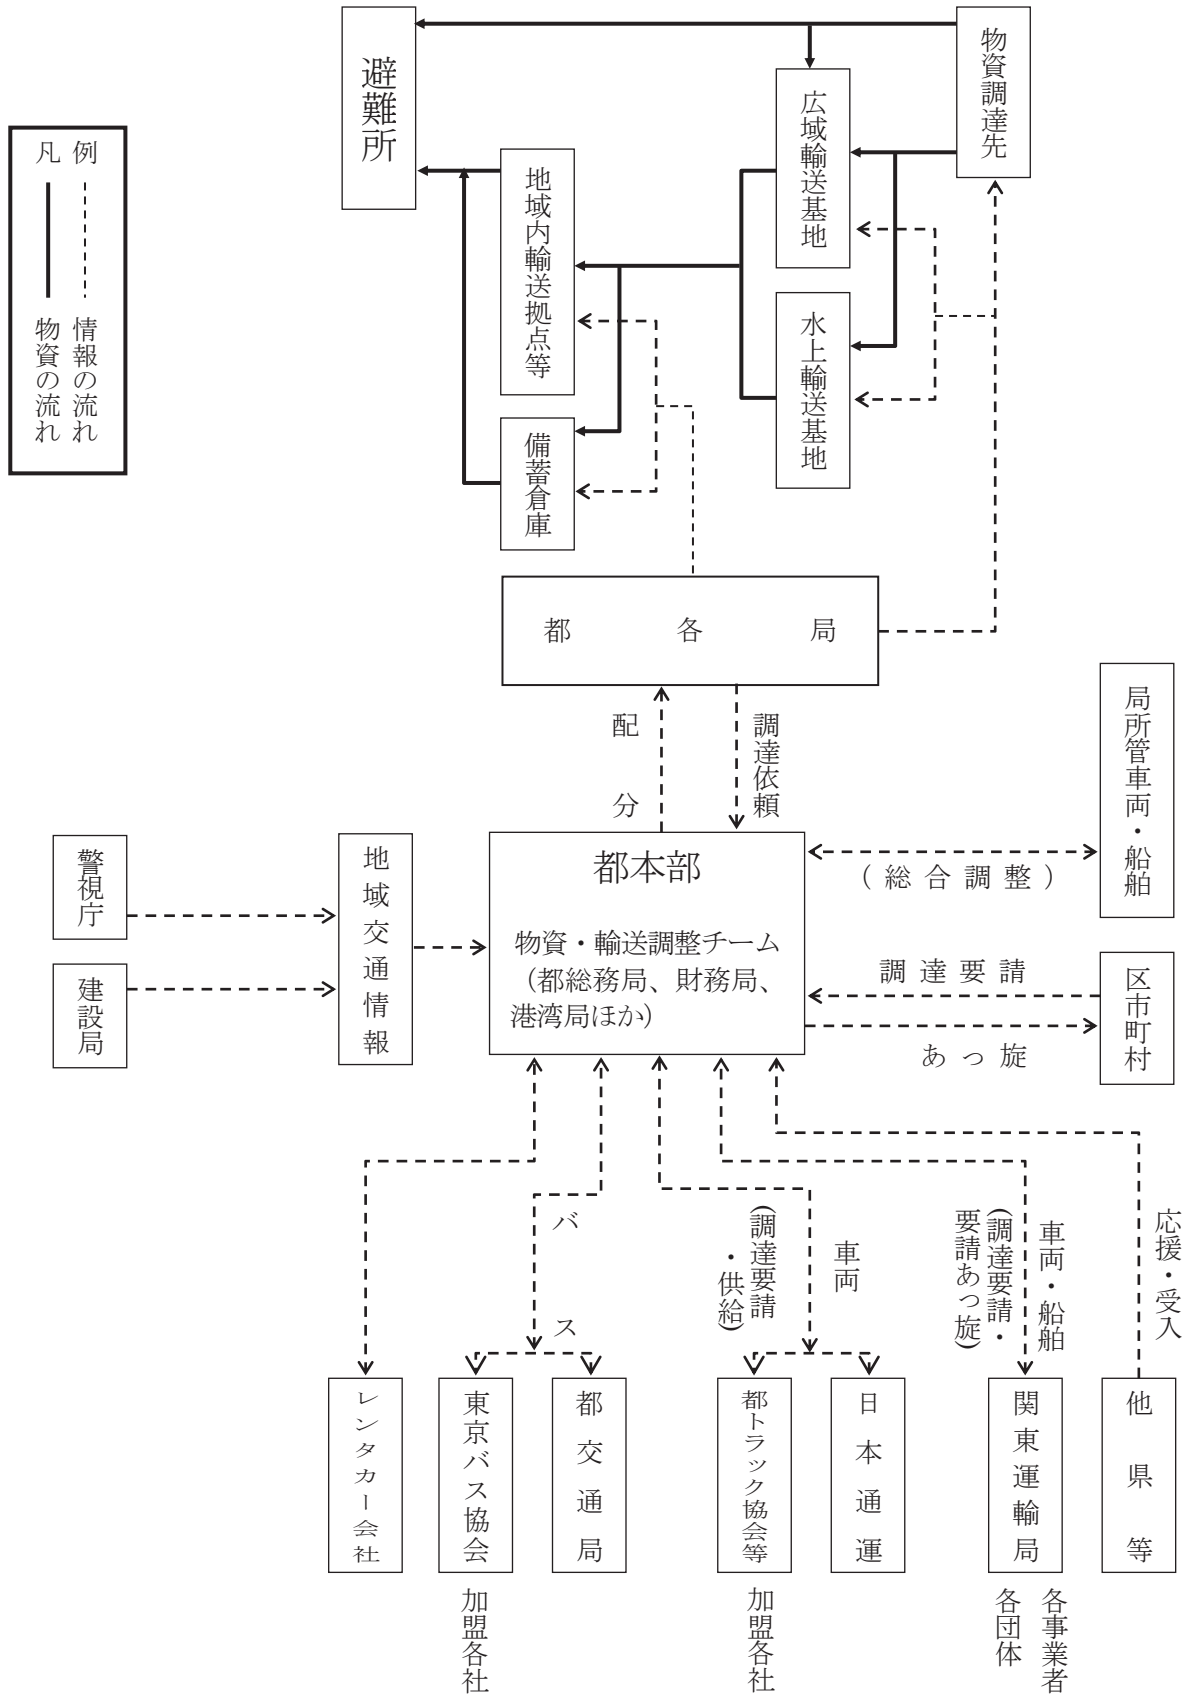 物資調達先
広域輸送基地
水上輸送基地
避難所
地域内輸送拠点等
備蓄倉庫
凡例
情報の流れ
物資の流れ
都各局
配分
調達依頼
局所管車両・船舶
(総合調整)
都本部
物資・輸送調整チーム
(都総務局、財務局、
港湾局ほか)
警視庁
建設局
地域交通情報
調達要請
区市町村
あっ旋
応援・受入
車両・船舶
(調達要請・
要請あっ旋)
車両
(調達要請
・供給)
バス
他県等
関東運輸局
日本通運
都トラック協会等
都交通局
東京バス協会
レンタカー会社
各事業者
各団体
加盟各社
加盟各社